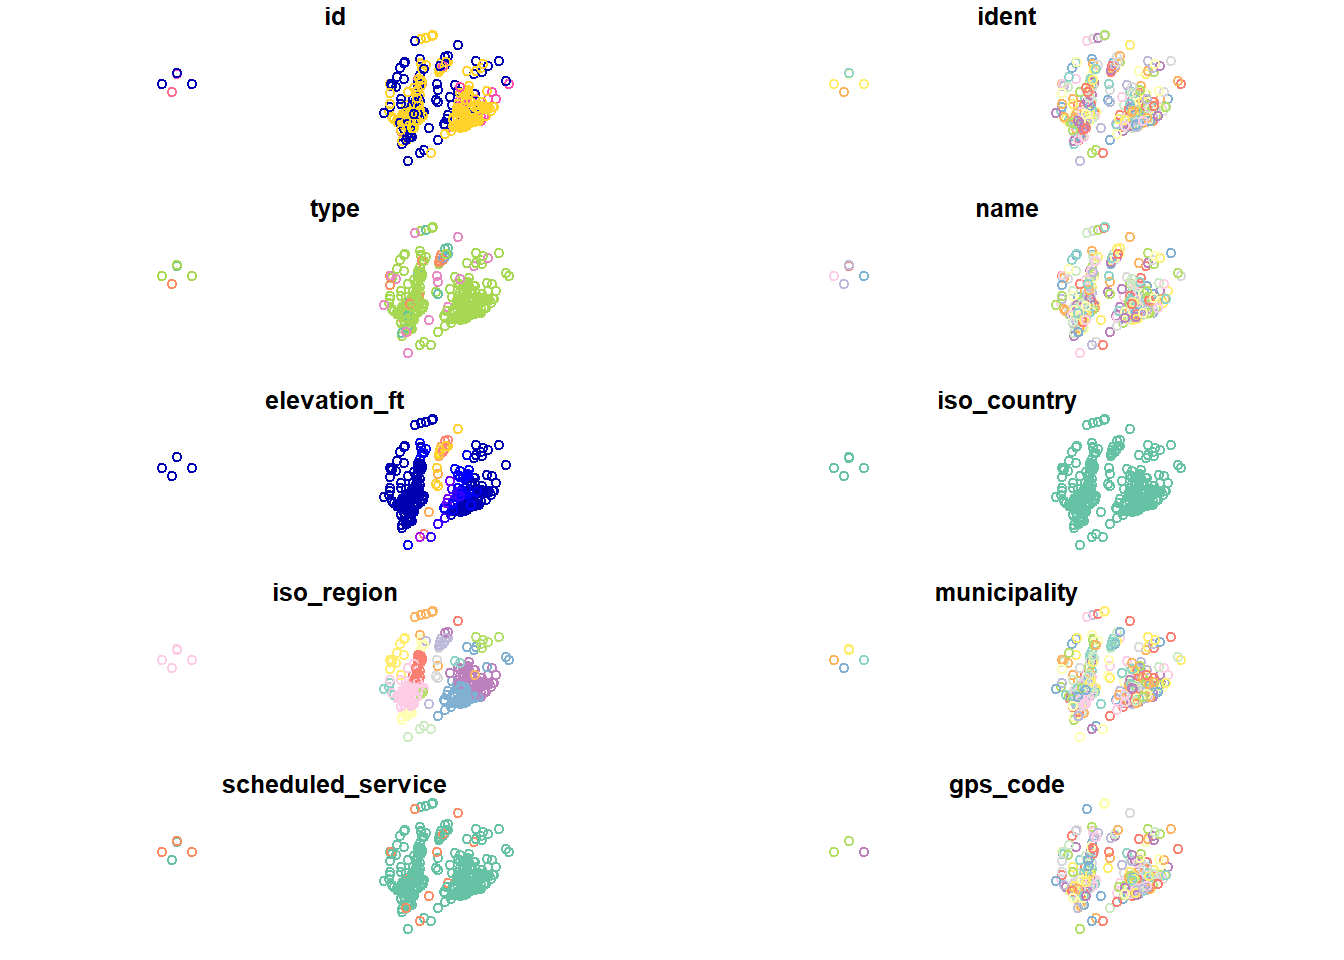 id
ident
type
name
elevation_ft
iso_country
iso_region
municipality
scheduled_service
gps_code